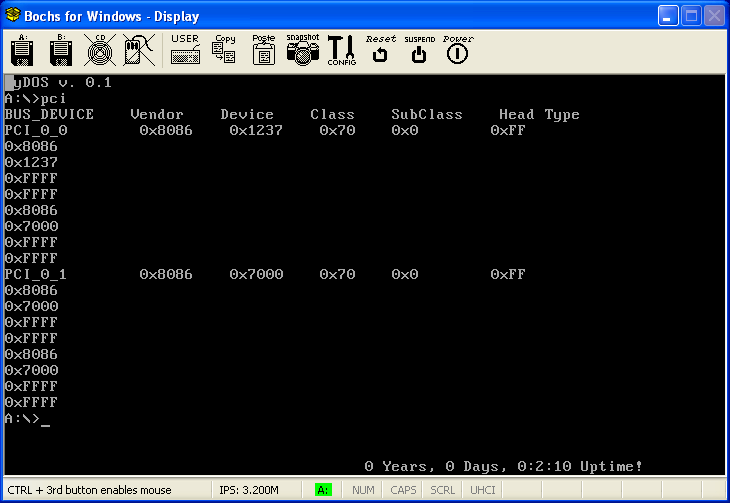 Bochs for Windows - Display
A: B: CD USER Copy Paste snapshot CONFIG Reset SUSPEND Power
yDOS v. 0.1
A:\>pci
BUS_DEVICE Vendor Device Class SubClass Head Type
PCI_0_0 0x8086 0x1237 0x70 0x0 0xFF
0x8086
0x1237
0xFFFF
0xFFFF
0x8086
0x7000
0xFFFF
0xFFFF
PCI_0_1 0x8086 0x7000 0x70 0x0 0xFF
0x8086
0x7000
0xFFFF
0xFFFF
0x8086
0x7000
0xFFFF
0xFFFF
A:\>_
0 Years, 0 Days, 0:2:10 Uptime!
CTRL + 3rd button enables mouse IPS: 3.200M A: NUM CAPS SCRL UHCI